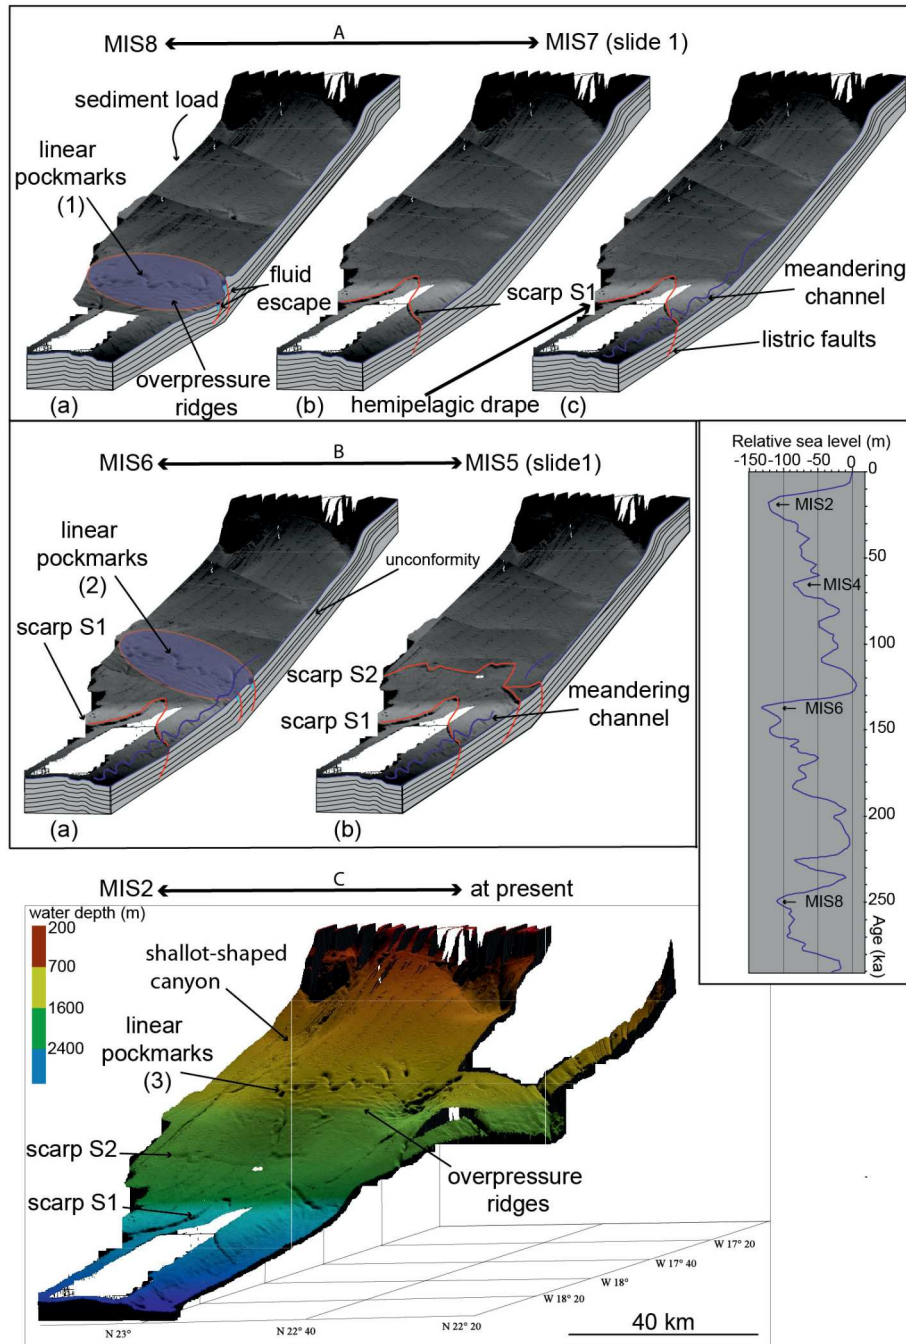 A
MIS8
MIS7 (slide 1)
sediment load
linear
pockmarks
(1)
fluid
escape
overpressure
ridges
(a)
scarp S1
(b)
hemipelagic drape
meandering
channel
listric faults
(c)
B
MIS6
MIS5 (slide1)
linear
pockmarks
(2)
unconformity
scarp S1
(a)
scarp S2
scarp S1
meandering
channel
(b)
Relative sea level (m)
-150 -100 -50 0
0
MIS2
50
MIS4
100
MIS6
150
200
MIS8
250
Age (ka)
C
MIS2
at present
water depth (m)
200
700
1600
2400
shallot-shaped
canyon
linear
pockmarks
(3)
scarp S2
scarp S1
overpressure
ridges
W 17° 20
W 17° 40
W 18°
W 18° 20
N 23°
N 22° 40
N 22° 20
40 km